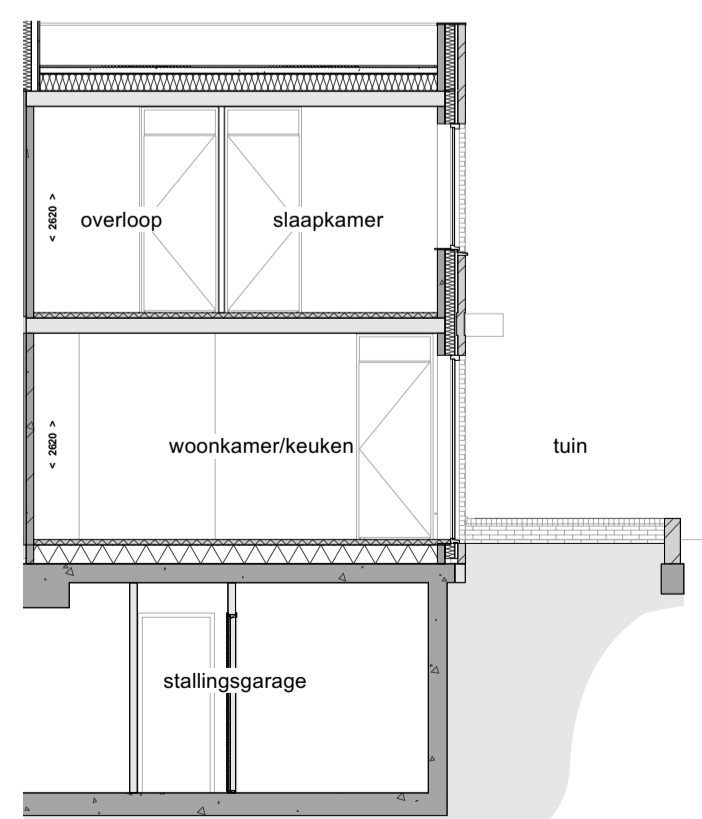 < 2620 >
overloop
slaapkamer
< 2620 >
woonkamer/keuken
tuin
stallingsgarage